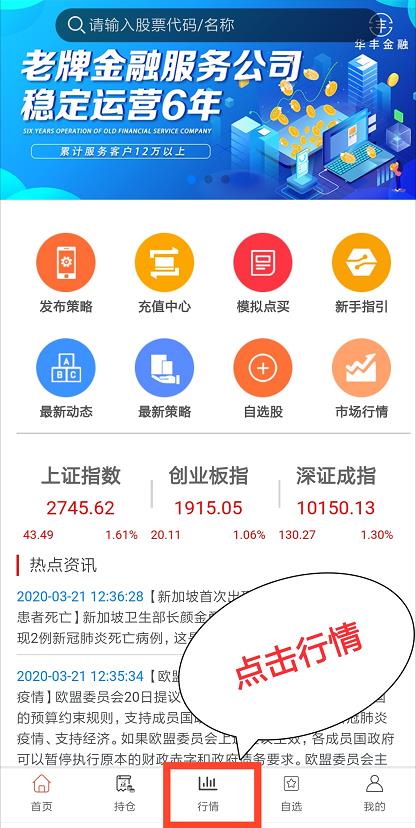 请输入股票代码/名称
华丰金融
老牌金融服务公司
稳定运营6年
SIX YEARS OPERATION OF OLD FINANCIAL SERVICE COMPANY
累计服务客户12万以上
发布策略 充值中心 模拟点买 新手指引
A
B C
最新动态 最新策略 自选股 市场行情
上证指数 创业板指 深证成指
2745.62 1915.05 10150.13
43.49 1.61% 20.11 1.06% 130.27 1.30%
热点资讯
2020-03-21 12:36:28【新加坡首次出现
患者死亡】新加坡卫生部长颜金
现2例新冠肺炎死亡病例，这是
点击行情
2020-03-21 12:35:34【欧盟
疫情】欧盟委员会20日提议
的预算约束规则，支持成员国 冠肺炎
疫情、支持经济。如果欧盟委员会上 各成员国政府
可以暂停执行原本的财政赤字和政府债务要求。欧盟委员
首页 持仓 行情 自选 我的